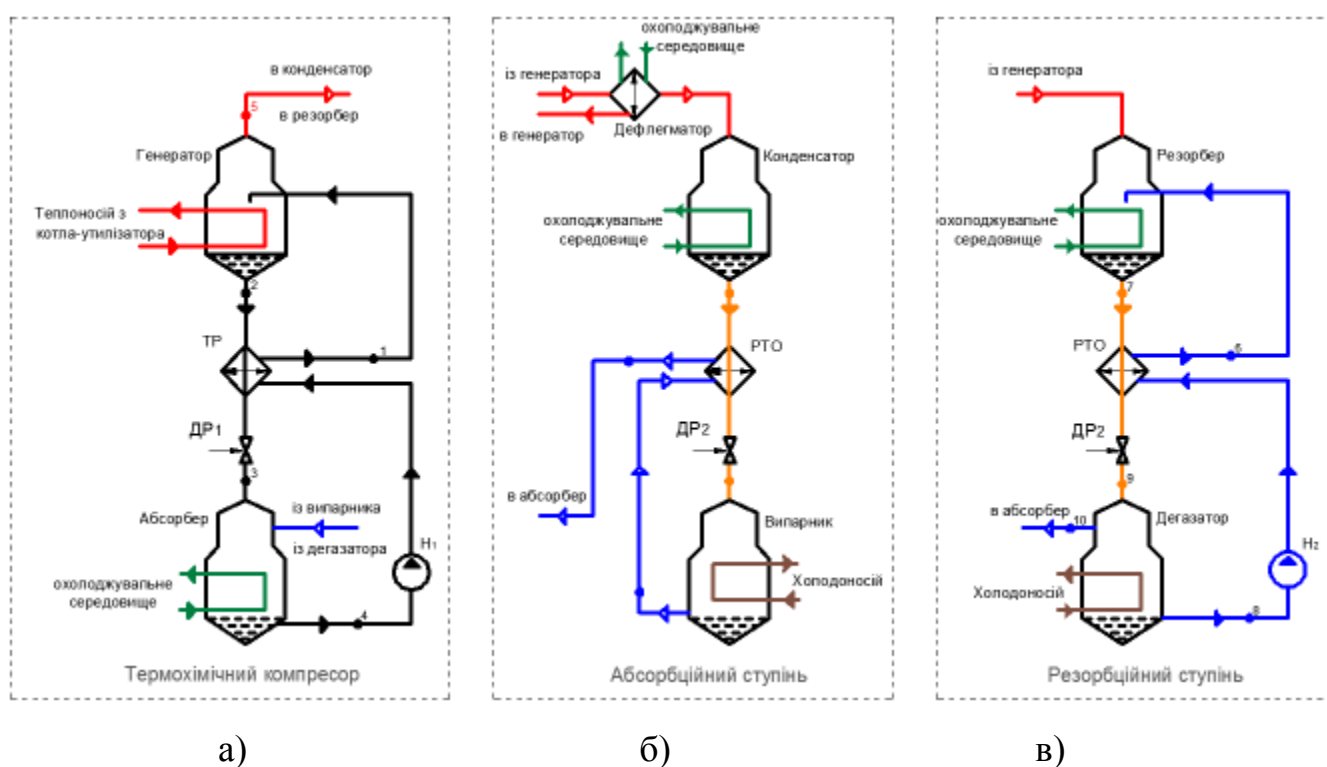 в конденсатор
5
в резорбер
Генератор
Теплоносій з
котла-утилізатора
2
ТР
1
ДР1
3
Абсорбер
із випарника
із дегазатора
Н1
охолоджувальне
середовище
4
Термохімічний компресор
охолоджувальне
середовище
із генератора
в генератор
Дефлегматор
Конденсатор
охолоджувальне
середовище
РТО
ДР2
в абсорбер
Випарник
Холодоносій
Абсорбційний ступінь
із генератора
Резорбер
охолоджувальне
середовище
7
РТО
6
ДР2
9
в абсорбер
10
Дегазатор
Н2
Холодоносій
8
Резорбційний ступінь
а)
б)
в)